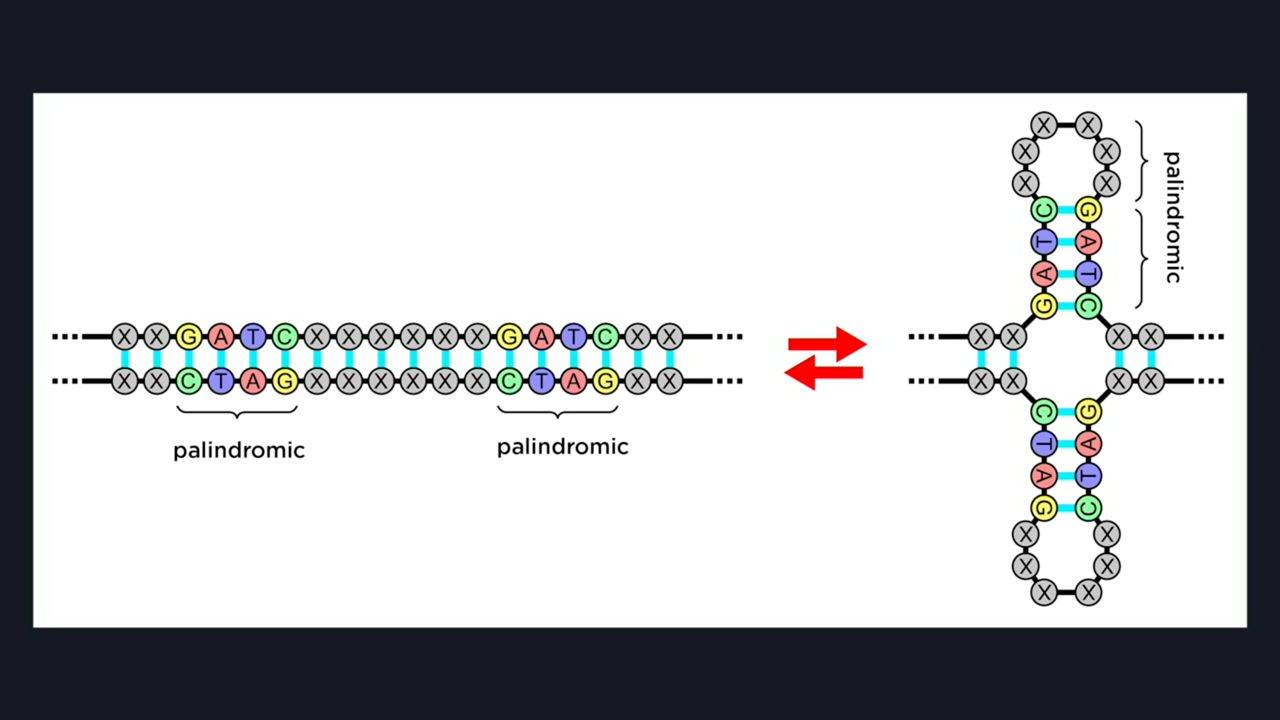 X X G A T C X X X X X X G A T C X X
X X C T A G X X X X X X C T A G X X
palindromic
palindromic
X X
X X
X X
C G
T A
A T
G C
X X X X
X X X X
C G
T A
A T
G C
X X
X X
X X
palindromic